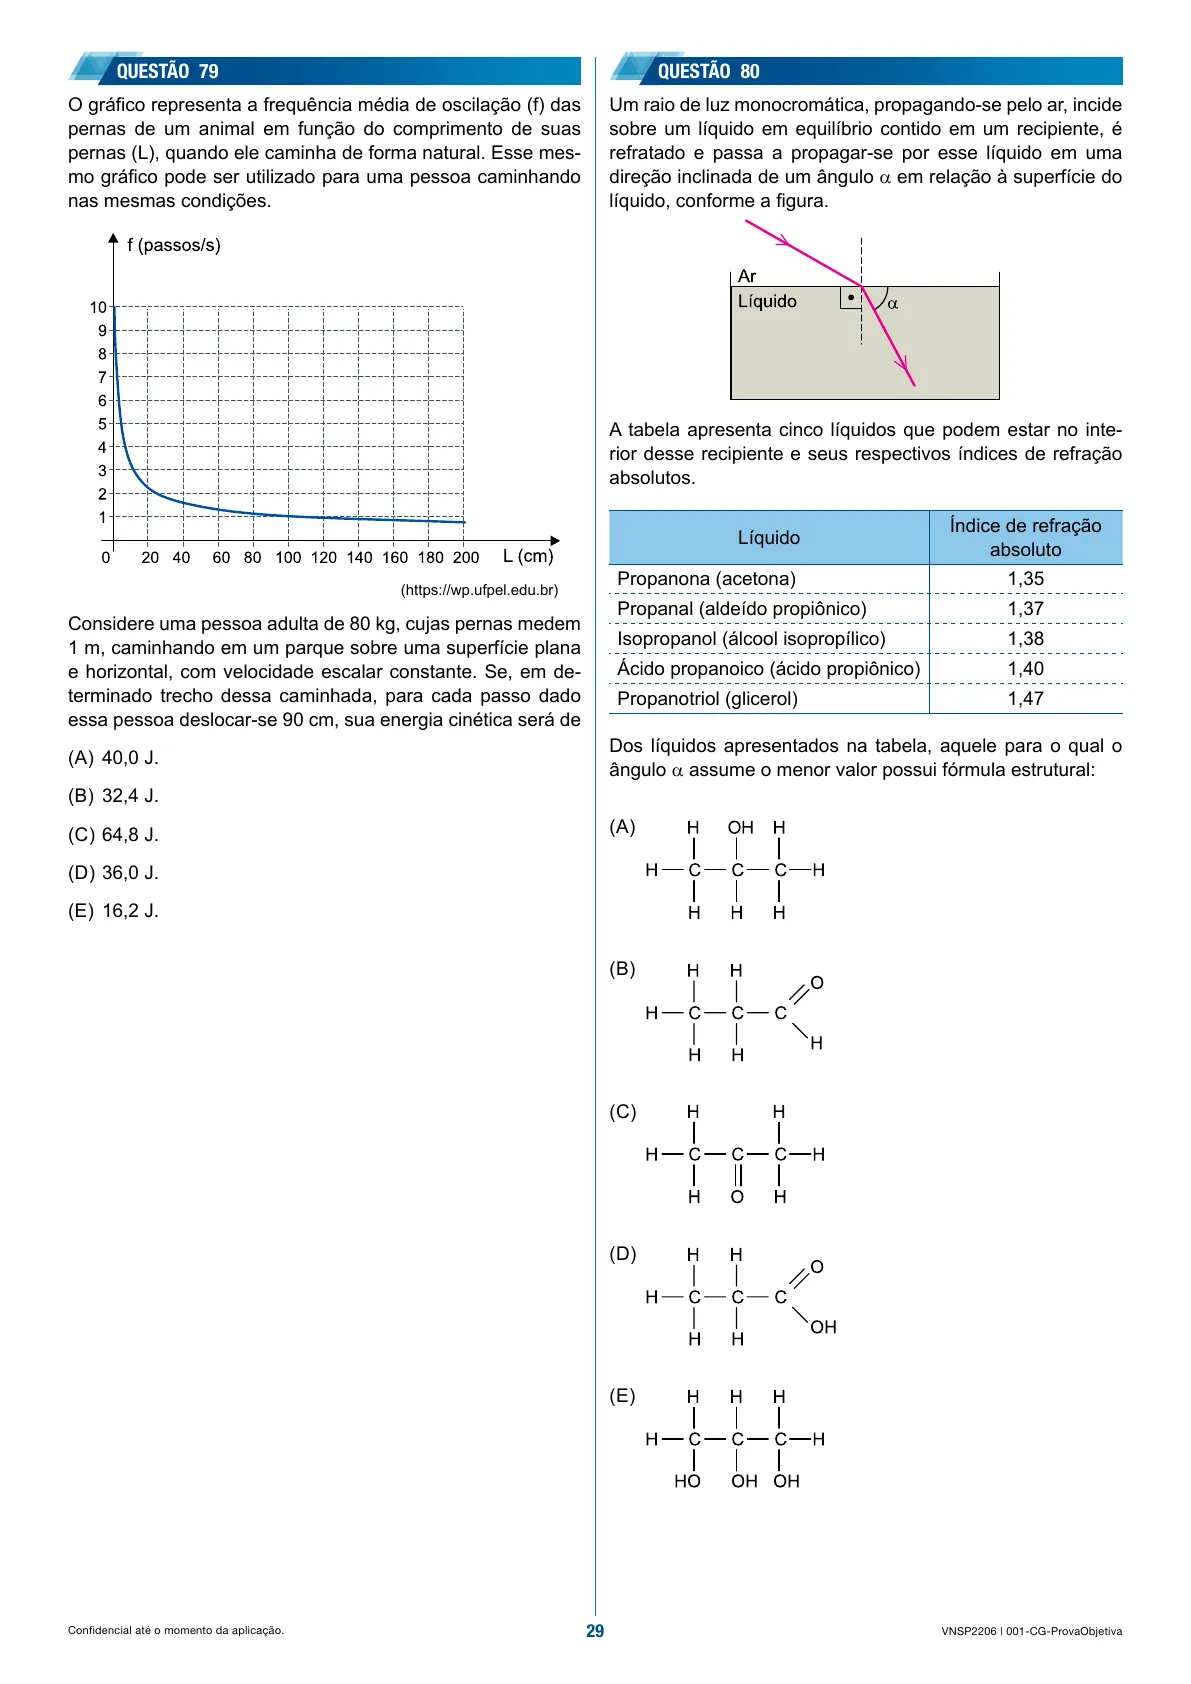 QUESTÃO 79
O gráfico representa a frequência média de oscilação (f) das
pernas de um animal em função do comprimento de suas
pernas (L), quando ele caminha de forma natural. Esse mes-
mo gráfico pode ser utilizado para uma pessoa caminhando
nas mesmas condições.
f (passos/s)
10
9
8
7
6
5
4
3
2
1
0 20 40 60 80 100 120 140 160 180 200 L (cm)
(https://wp.ufpel.edu.br)
Considere uma pessoa adulta de 80 kg, cujas pernas medem
1 m, caminhando em um parque sobre uma superfície plana
e horizontal, com velocidade escalar constante. Se, em de-
terminado trecho dessa caminhada, para cada passo dado
essa pessoa deslocar-se 90 cm, sua energia cinética será de
(A) 40,0 J.
(B) 32,4 J.
(C) 64,8 J.
(D) 36,0 J.
(E) 16,2 J.
QUESTÃO 80
Um raio de luz monocromática, propagando-se pelo ar, incide
sobre um líquido em equilíbrio contido em um recipiente, é
refratado e passa a propagar-se por esse líquido em uma
direção inclinada de um ângulo α em relação à superfície do
líquido, conforme a figura.
Ar
Líquido α
A tabela apresenta cinco líquidos que podem estar no inte-
rior desse recipiente e seus respectivos índices de refração
absolutos.
Líquido Índice de refração
absoluto
Propanona (acetona) 1,35
Propanal (aldeído propiônico) 1,37
Isopropanol (álcool isopropílico) 1,38
Ácido propanoico (ácido propiônico) 1,40
Propanotriol (glicerol) 1,47
Dos líquidos apresentados na tabela, aquele para o qual o
ângulo α assume o menor valor possui fórmula estrutural:
(A) H OH H
H C C C H
H H H
(B) H H
O
H C C C
H
H H
(C) H H
H C C C H
H O H
(D) H H
O
H C C C
OH
H H
(E) H H H
H C C C H
HO OH OH
Confidencial até o momento da aplicação.
29
VNSP2206 | 001-CG-ProvaObjetiva